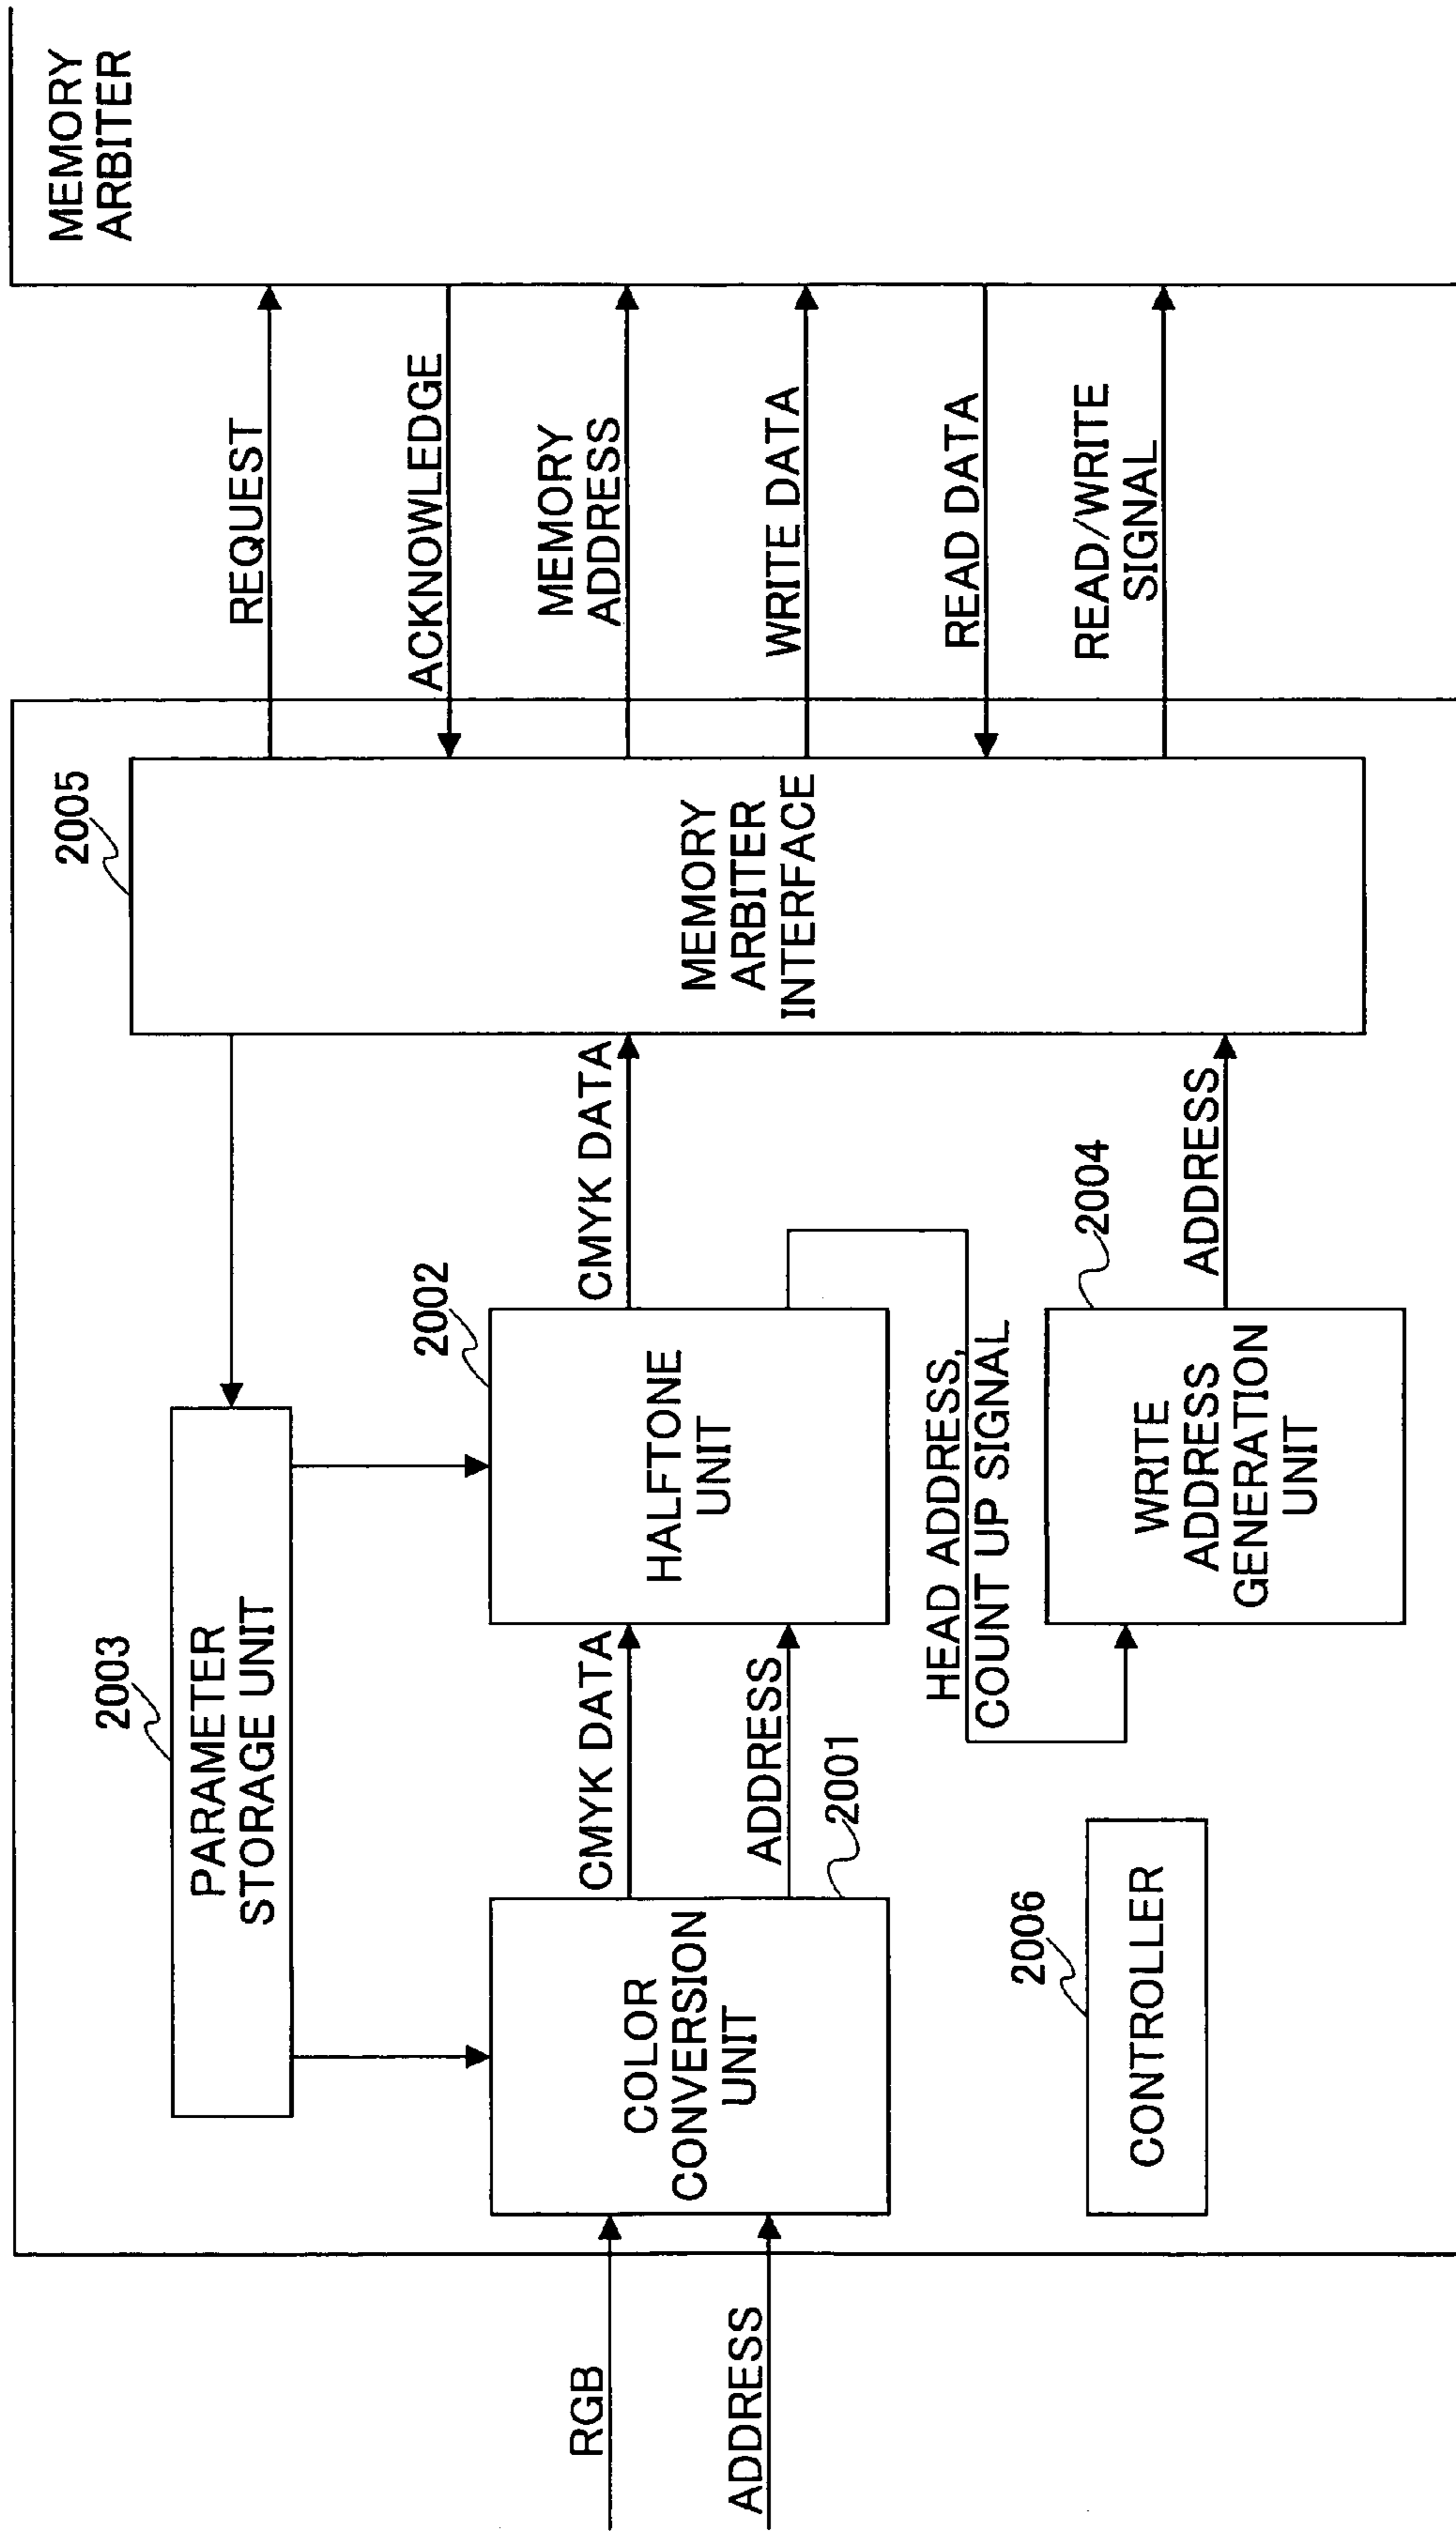 RGB
ADDRESS
2003
PARAMETER
STORAGE UNIT
COLOR
CONVERSION
UNIT
2001
CMYK DATA
ADDRESS
2002
HALFTONE
UNIT
CMYK DATA
HEAD ADDRESS,
COUNT UP SIGNAL
2006
CONTROLLER
2004
WRITE
ADDRESS
GENERATION
UNIT
ADDRESS
2005
MEMORY
ARBITER
INTERFACE
REQUEST
ACKNOWLEDGE
MEMORY
ADDRESS
WRITE DATA
READ DATA
READ/WRITE
SIGNAL
MEMORY
ARBITER